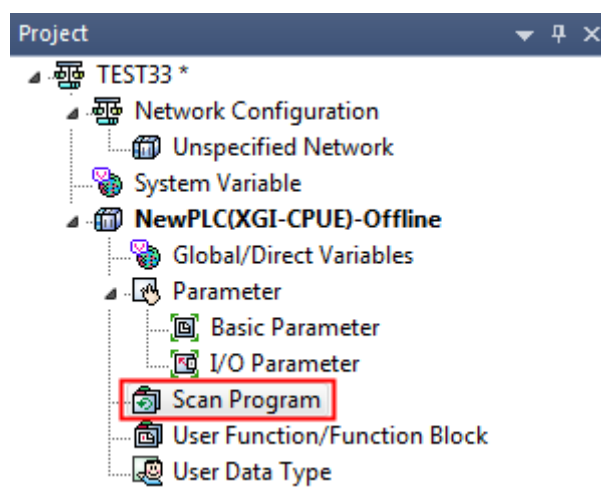 Project
TEST33 *
Network Configuration
Unspecified Network
System Variable
NewPLC(XGI-CPUE)-Offline
Global/Direct Variables
Parameter
Basic Parameter
I/O Parameter
Scan Program
User Function/Function Block
User Data Type